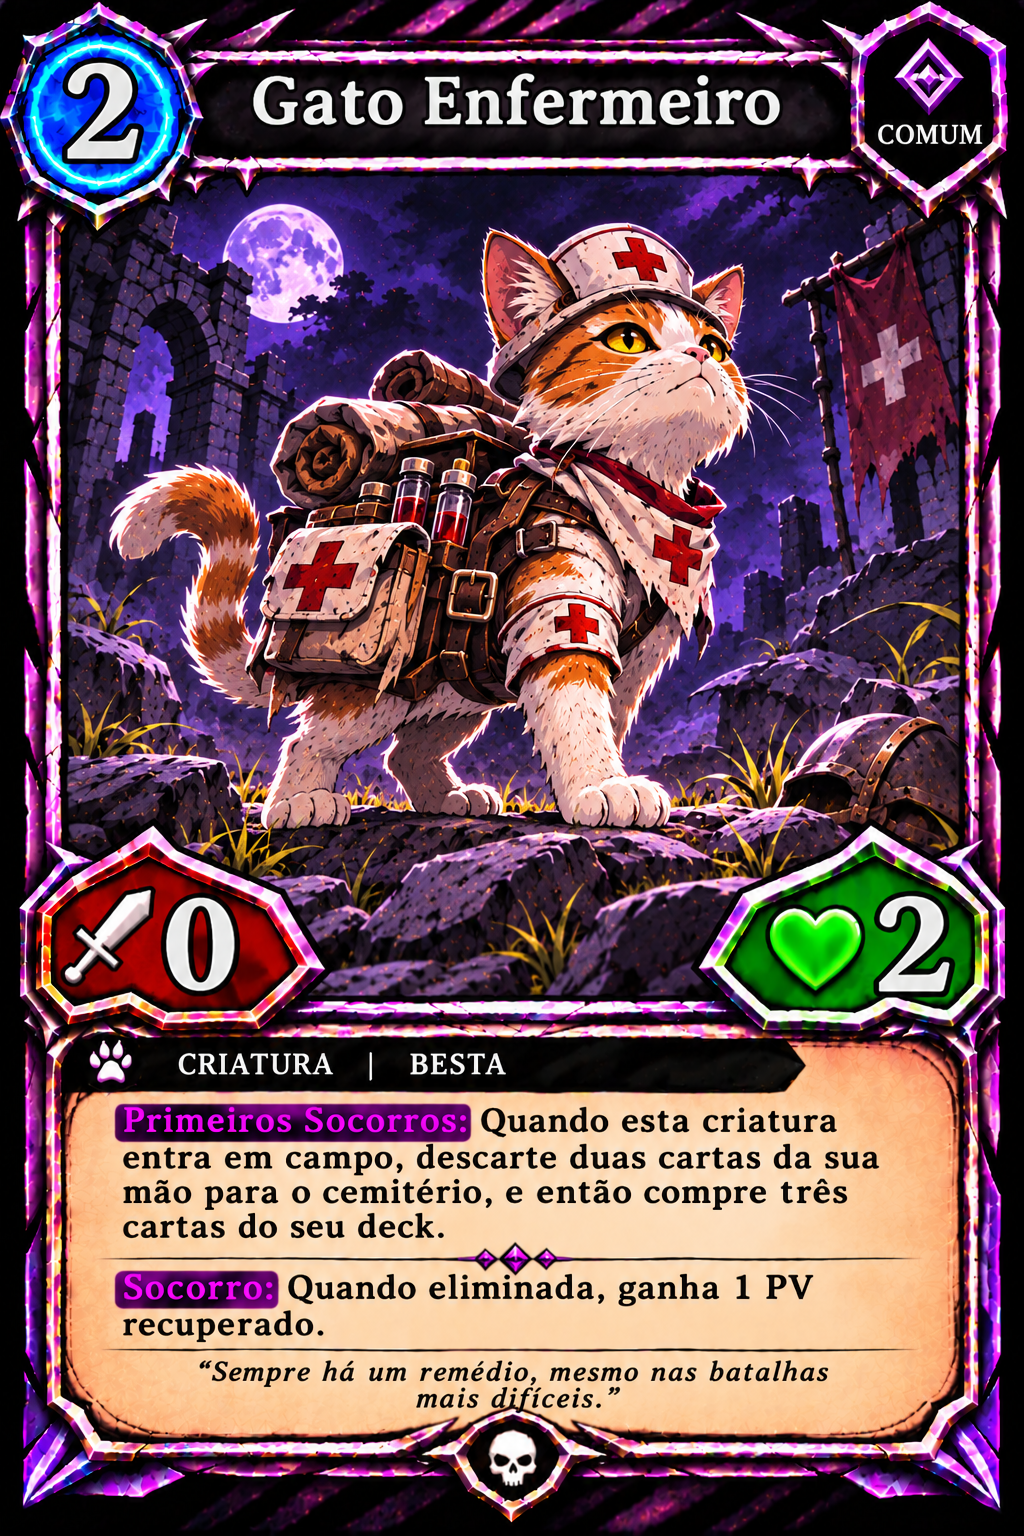 2
Gato Enfermeiro
COMUM
0
2
CRIATURA | BESTA
Primeiros Socorros: Quando esta criatura
entra em campo, descarte duas cartas da sua
mão para o cemitério, e então compre três
cartas do seu deck.
Socorro: Quando eliminada, ganha 1 PV
recuperado.
“Sempre há um remédio, mesmo nas batalhas
mais difíceis.”